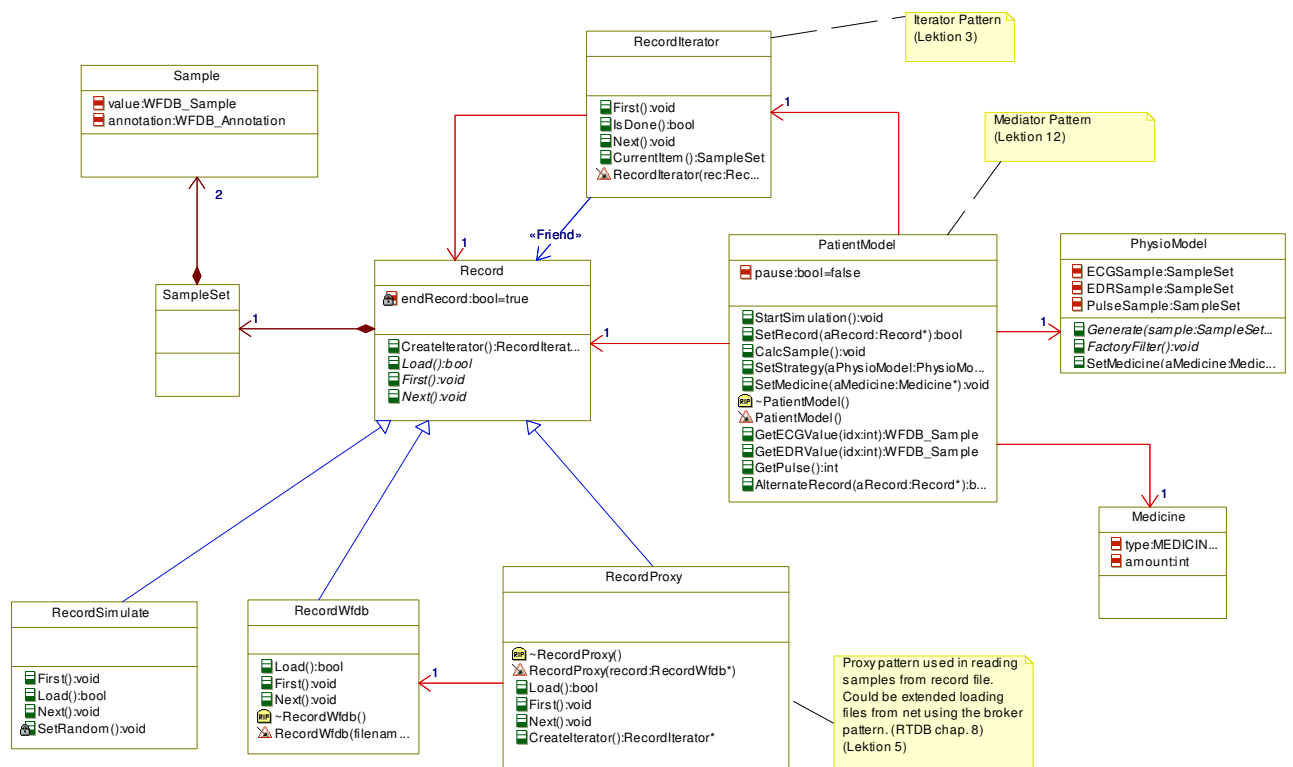 Iterator Pattern
(Lektion 3)
RecordIterator
First():void
IsDone():bool
Next():void
CurrentItem():SampleSet
RecordIterator(rec:Rec...
Sample
value:WFDB_Sample
annotation:WFDB_Annotation
2
1
Mediator Pattern
(Lektion 12)
«Friend»
1
Record
endRecord:bool=true
CreateIterator():RecordIterat...
Load():bool
First():void
Next():void
SampleSet
1
PatientModel
pause:bool=false
StartSimulation():void
SetRecord(aRecord:Record*):bool
CalcSample():void
SetStrategy(aPhysioModel:PhysioMo...
SetMedicine(aMedicine:Medicine*):void
RIP ~PatientModel()
PatientModel()
GetECGValue(idx:int):WFDB_Sample
GetEDRValue(idx:int):WFDB_Sample
GetPulse():int
AlternateRecord(aRecord:Record*):b...
1
1
PhysioModel
ECGSample:SampleSet
EDRSample:SampleSet
PulseSample:SampleSet
Generate(sample:SampleSet...
FactoryFilter():void
SetMedicine(aMedicine:Medic...
1
Medicine
type:MEDICIN...
amount:int
RecordSimulate
First():void
Load():bool
Next():void
SetRandom():void
RecordWfdb
Load():bool
First():void
Next():void
RIP ~RecordWfdb()
RecordWfdb(filenam...
1
RecordProxy
RIP ~RecordProxy()
RecordProxy(record:RecordWfdb*)
Load():bool
First():void
Next():void
CreateIterator():RecordIterator*
Proxy pattern used in reading
samples from record file.
Could be extended loading
files from net using the broker
pattern. (RTDB chap. 8)
(Lektion 5)